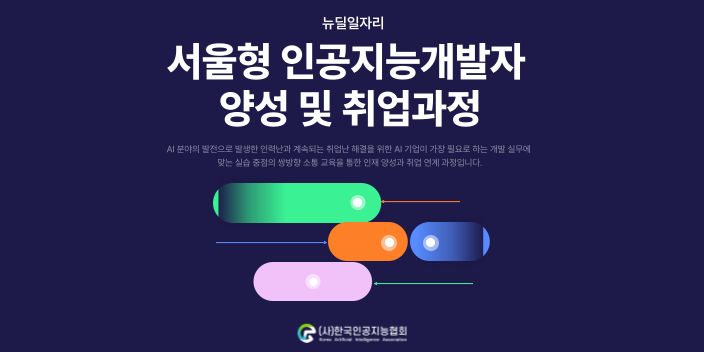 뉴딜일자리
서울형 인공지능개발자
양성 및 취업과정
AI 분야의 발전으로 발생한 인력난과 계속되는 취업난 해결을 위한 AI 기업이 가장 필요로 하는 개발 실무에
맞는 실습 중점의 쌍방향 소통 교육을 통한 인재 양성과 취업 연계 과정입니다.
(사)한국인공지능협회
Korea Artificial Intelligence Association